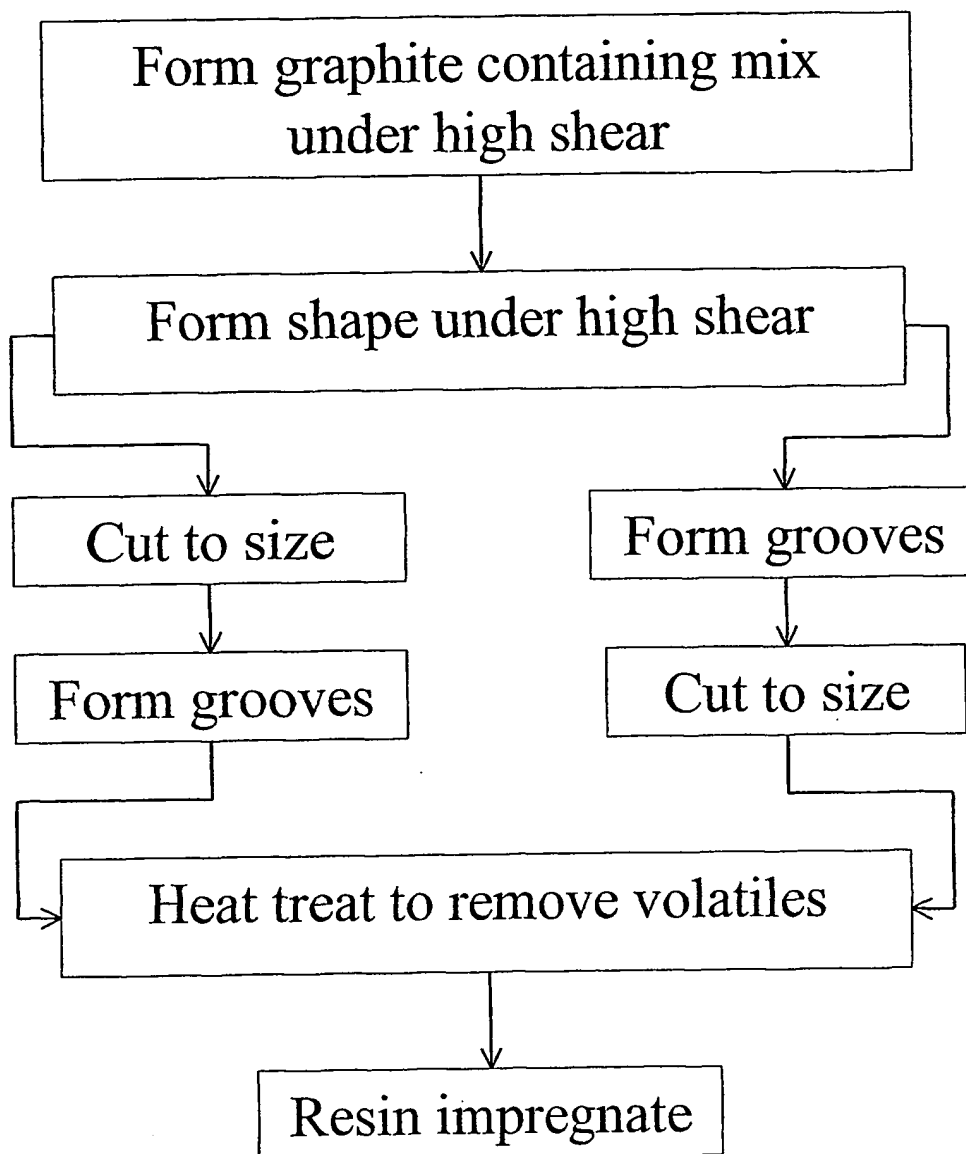 Form graphite containing mix
under high shear
Form shape under high shear
Cut to size
Form grooves
Form grooves
Cut to size
Heat treat to remove volatiles
Resin impregnate